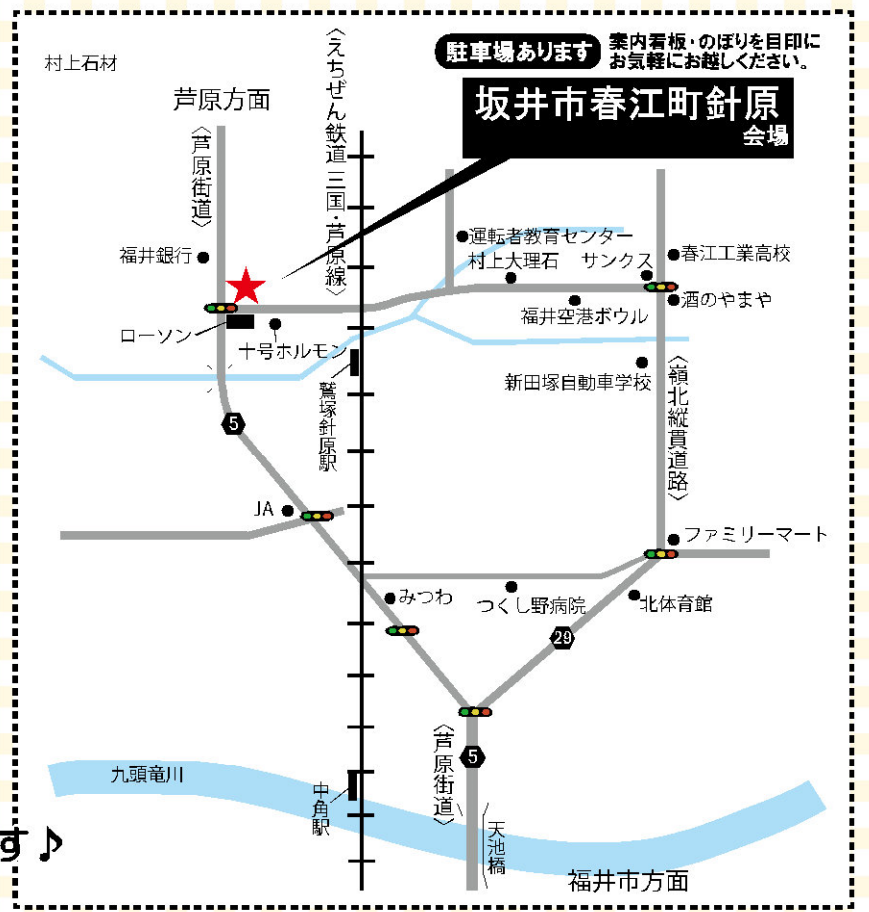 駐車場あります
案内看板・のぼりを目印に
お気軽にお越しください。
坂井市春江町針原
会場
村上石材
芦原方面
〈芦原街道〉
〈えちぜん鉄道 三国・芦原線〉
福井銀行
運転者教育センター
村上大理石
サンクス
春江工業高校
酒のやまや
福井空港ボウル
ローソン
十号ホルモン
鷲塚針原駅
新田塚自動車学校
〈嶺北縦貫道路〉
5
JA
ファミリーマート
みつわ
つくし野病院
北体育館
29
〈芦原街道〉
5
九頭竜川
中角駅
天池橋
す♪
福井市方面